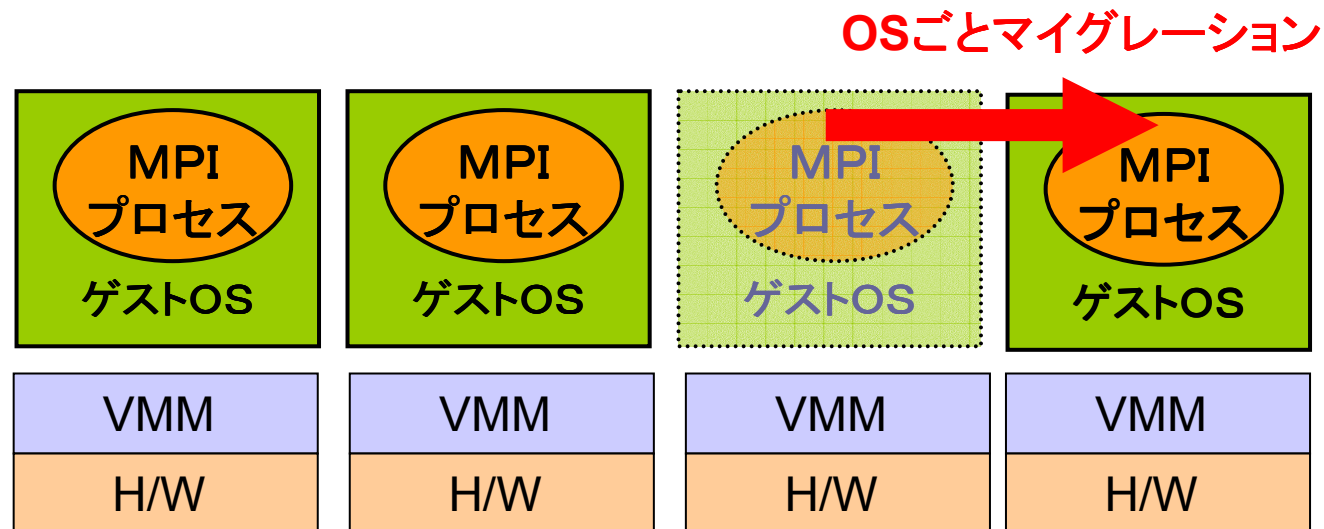 OSごとマイグレーション
ＭＰＩ
プロセス
ゲストＯＳ
ＭＰＩ
プロセス
ゲストＯＳ
ＭＰＩ
プロセス
ゲストＯＳ
ＭＰＩ
プロセス
ゲストＯＳ
VMM
VMM
VMM
VMM
H/W
H/W
H/W
H/W